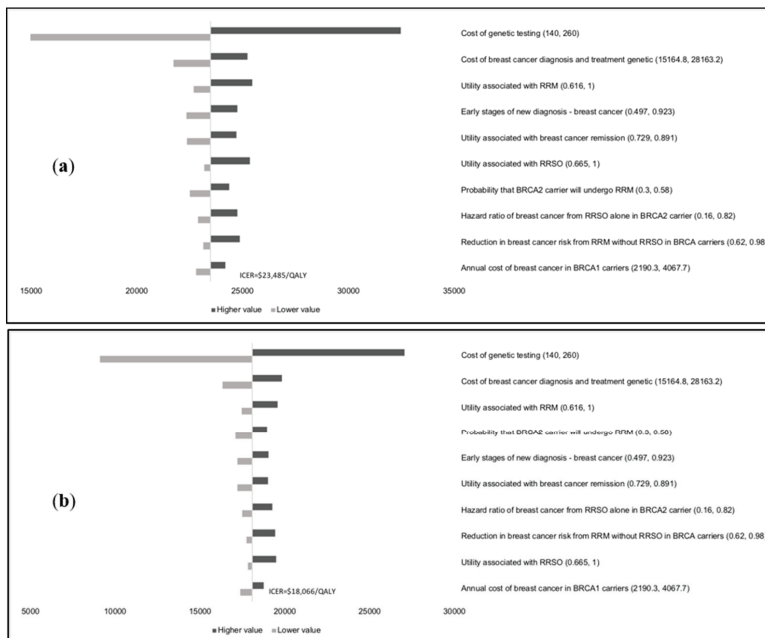 Cost of genetic testing (140, 260)
Cost of breast cancer diagnosis and treatment genetic (15164.8, 28163.2)
Utility associated with RRM (0.616, 1)
Early stages of new diagnosis - breast cancer (0.497, 0.923)
Utility associated with breast cancer remission (0.729, 0.891)
(a)
Utility associated with RRSO (0.665, 1)
Probability that BRCA2 carrier will undergo RRM (0.3, 0.58)
Hazard ratio of breast cancer from RRSO alone in BRCA2 carrier (0.16, 0.82)
Reduction in breast cancer risk from RRM without RRSO in BRCA carriers (0.62, 0.98
Annual cost of breast cancer in BRCA1 carriers (2190.3, 4067.7)
ICER=$23,485/QALY
15000 20000 25000 30000 35000
■ Higher value ■ Lower value
Cost of genetic testing (140, 260)
Cost of breast cancer diagnosis and treatment genetic (15164.8, 28163.2)
Utility associated with RRM (0.616, 1)
Probability that BRCA2 carrier will undergo RRM (0.3, 0.58)
Early stages of new diagnosis - breast cancer (0.497, 0.923)
Utility associated with breast cancer remission (0.729, 0.891)
(b)
Hazard ratio of breast cancer from RRSO alone in BRCA2 carrier (0.16, 0.82)
Reduction in breast cancer risk from RRM without RRSO in BRCA carriers (0.62, 0.98
Utility associated with RRSO (0.665, 1)
Annual cost of breast cancer in BRCA1 carriers (2190.3, 4067.7)
ICER=$18,066/QALY
5000 10000 15000 20000 25000 30000
■ Higher value ■ Lower value